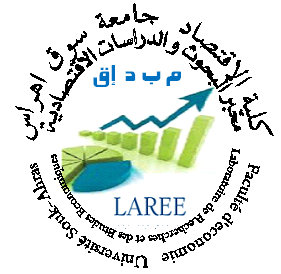 كلية الاقتصاد جامعة سوق اهراس
مخبر البحوث والدراسات الاقتصادية
م ب د إق
LAREE
Laboratoire de Recherches et des Etudes Economiques
Faculté d'economie Université Souk-Ahras